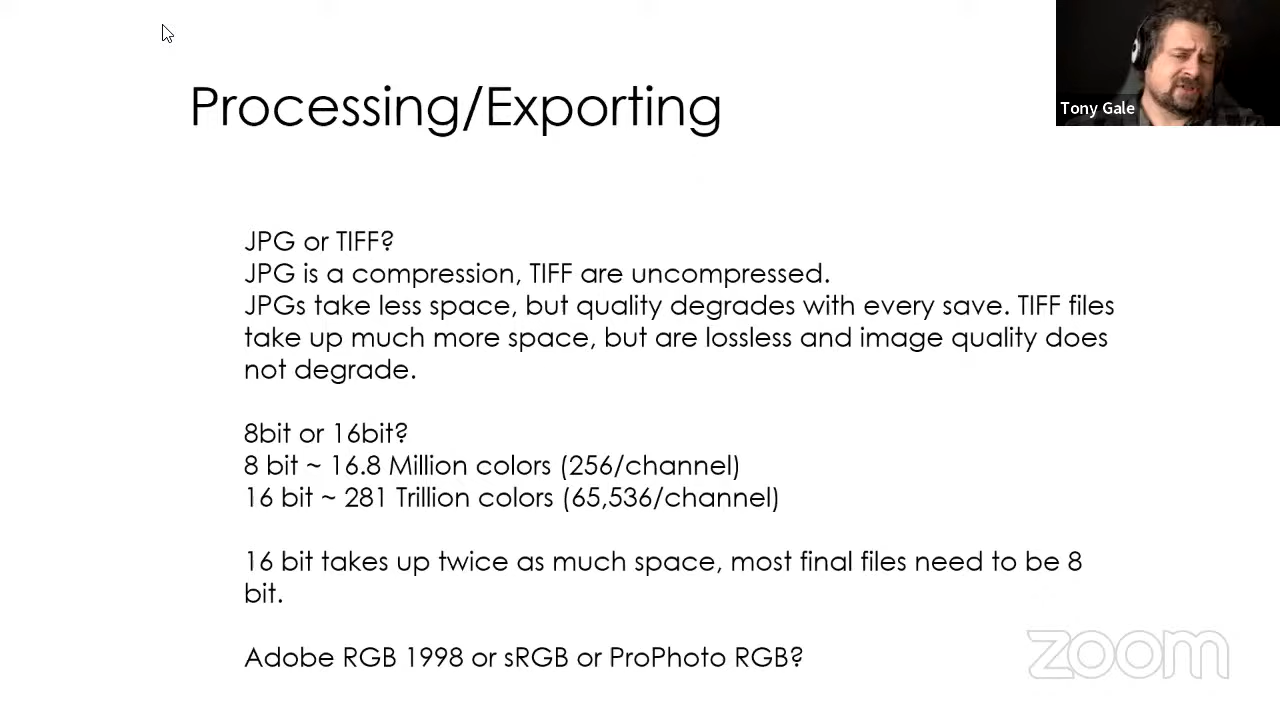 Tony Gale
Processing/Exporting
JPG or TIFF?
JPG is a compression, TIFF are uncompressed.
JPGs take less space, but quality degrades with every save. TIFF files
take up much more space, but are lossless and image quality does
not degrade.
8bit or 16bit?
8 bit ~ 16.8 Million colors (256/channel)
16 bit ~ 281 Trillion colors (65,536/channel)
16 bit takes up twice as much space, most final files need to be 8
bit.
Adobe RGB 1998 or sRGB or ProPhoto RGB?
zoom